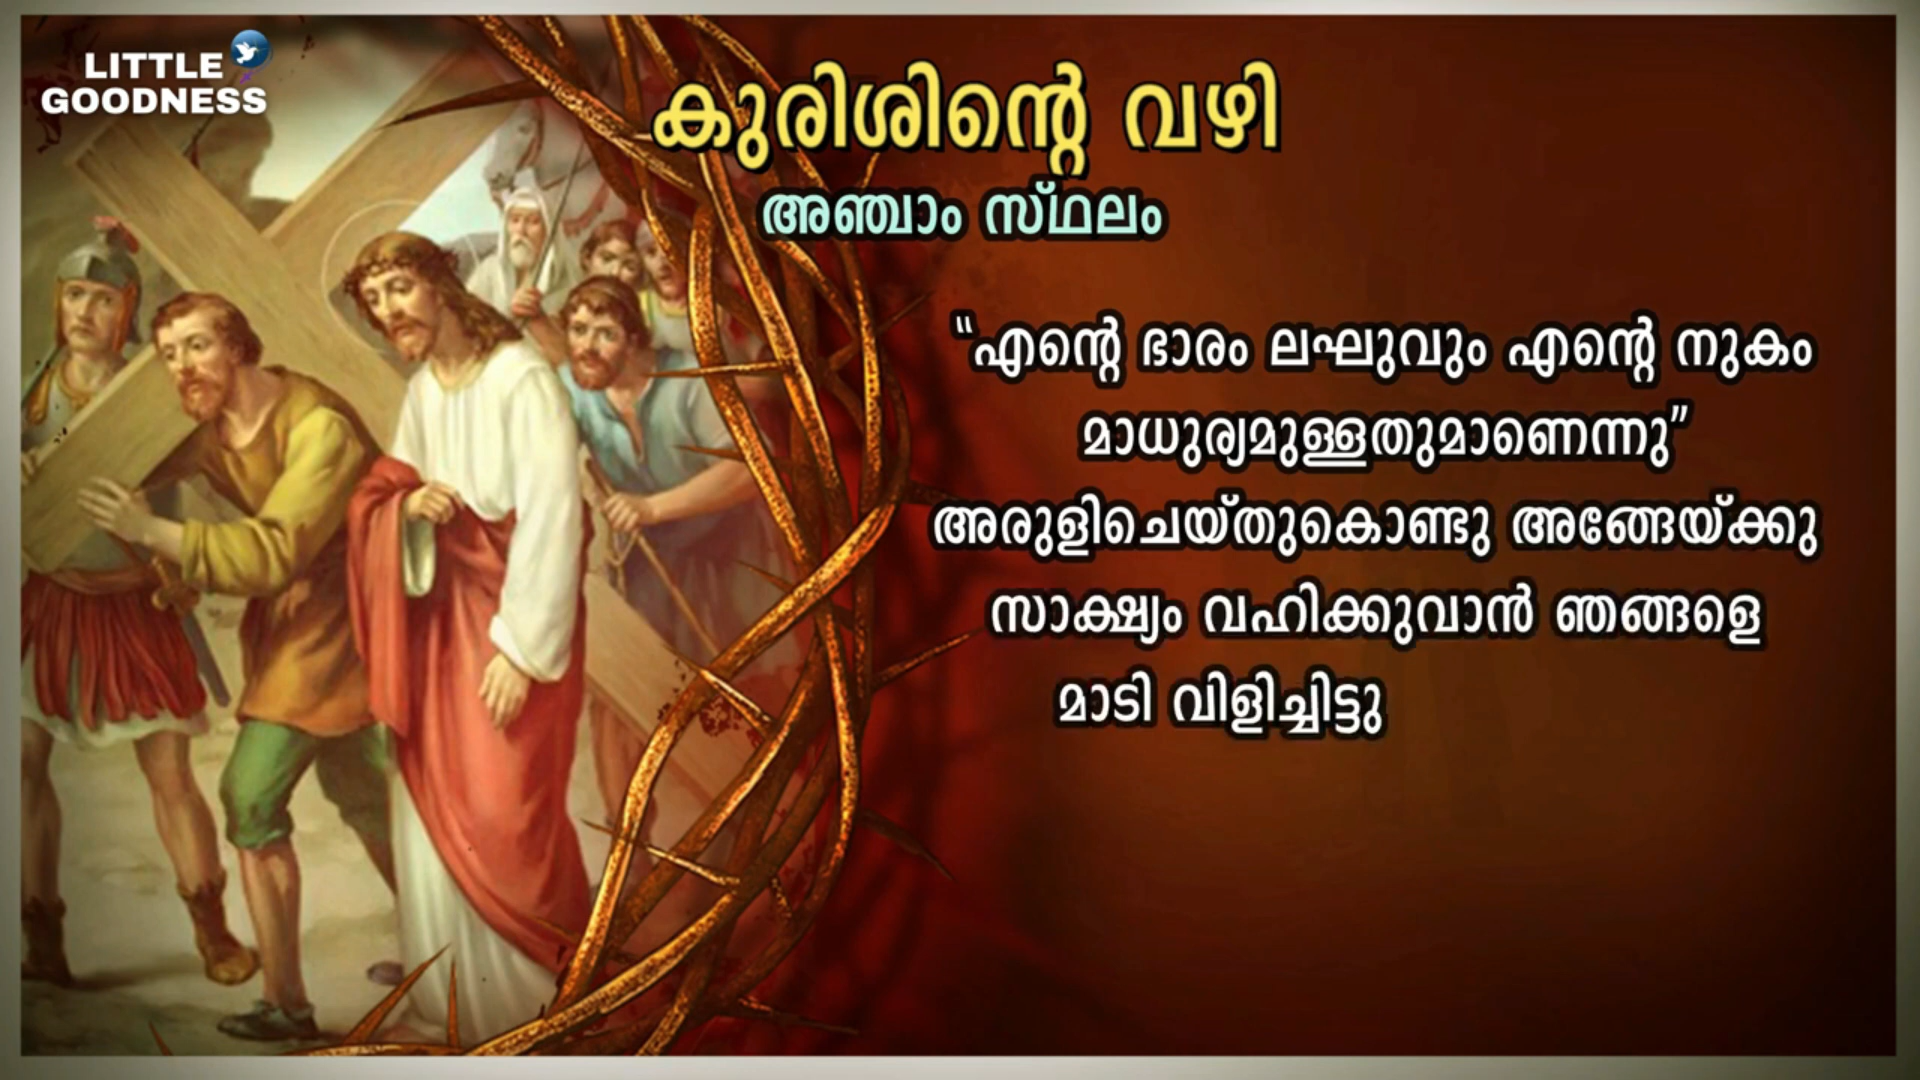 LITTLE
GOODNESS
കുരിശിന്റെ വഴി
അഞ്ചാം സ്ഥലം
“എന്റെ ഭാരം ലഘുവും എന്റെ നുകം
മാധുര്യമുള്ളതുമാണെന്നു”
അരുളിചെയ്തുകൊണ്ടു അങ്ങേയ്ക്കു
സാക്ഷ്യം വഹിക്കുവാൻ ഞങ്ങളെ
മാടി വിളിച്ചിട്ടു